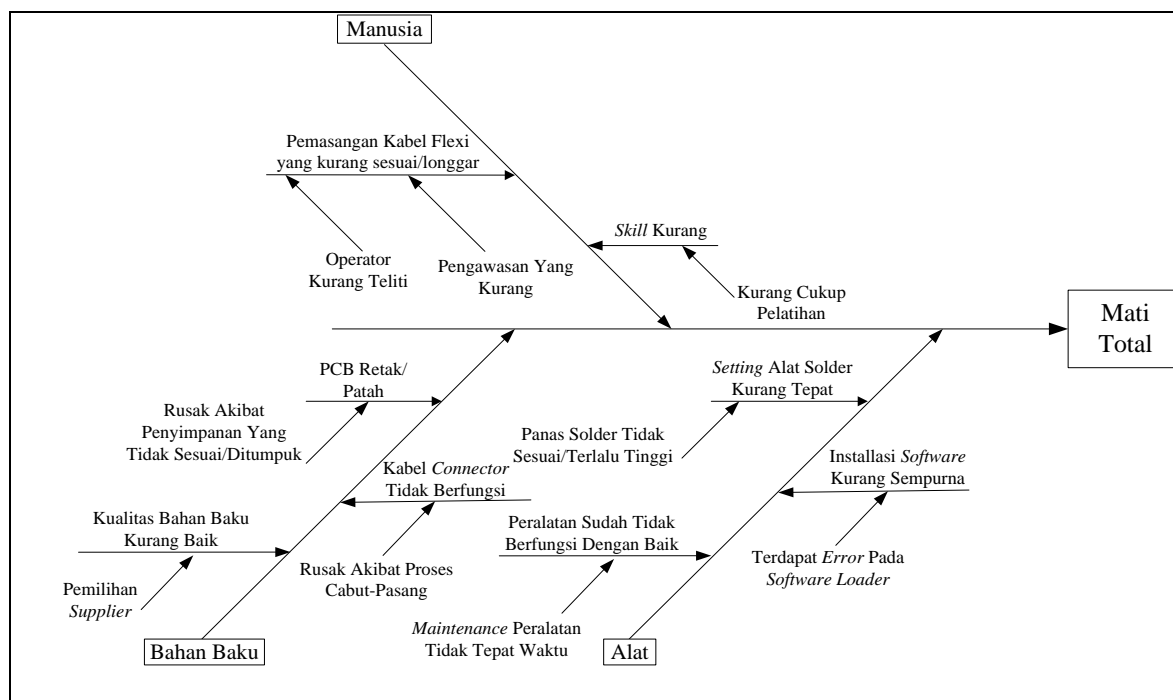 Manusia
Pemasangan Kabel Flexi
yang kurang sesuai/longgar
Operator
Kurang Teliti
Pengawasan Yang
Kurang
Skill Kurang
Kurang Cukup
Pelatihan
Mati
Total
PCB Retak/
Patah
Rusak Akibat
Penyimpanan Yang
Tidak Sesuai/Ditumpuk
Kabel Connector
Tidak Berfungsi
Rusak Akibat Proses
Cabut-Pasang
Kualitas Bahan Baku
Kurang Baik
Pemilihan
Supplier
Bahan Baku
Setting Alat Solder
Kurang Tepat
Panas Solder Tidak
Sesuai/Terlalu Tinggi
Installasi Software
Kurang Sempurna
Terdapat Error Pada
Software Loader
Peralatan Sudah Tidak
Berfungsi Dengan Baik
Maintenance Peralatan
Tidak Tepat Waktu
Alat